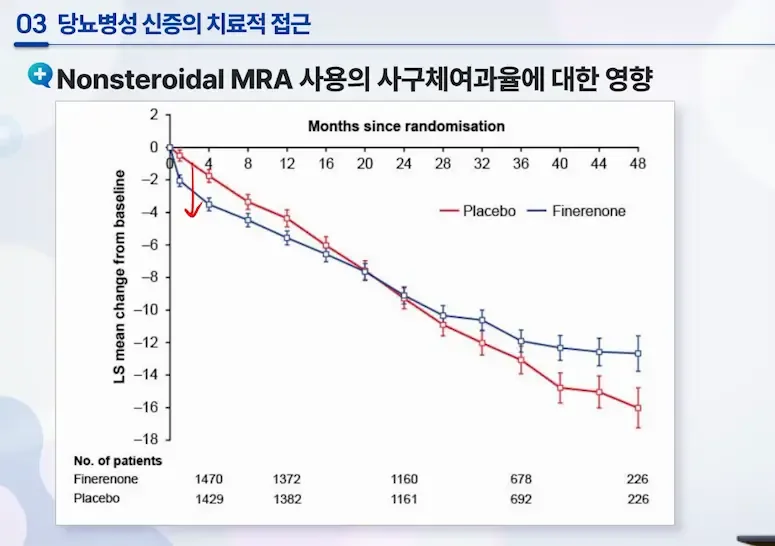 03 당뇨병성 신증의 치료적 접근
Nonsteroidal MRA 사용의 사구체여과율에 대한 영향
Months since randomisation
2
0
−2
−4
−6
−8
−10
−12
−14
−16
−18
0 4 8 12 16 20 24 28 32 36 40 44 48
LS mean change from baseline
Placebo Finerenone
No. of patients
Finerenone 1470 1372 1160 678 226
Placebo 1429 1382 1161 692 226